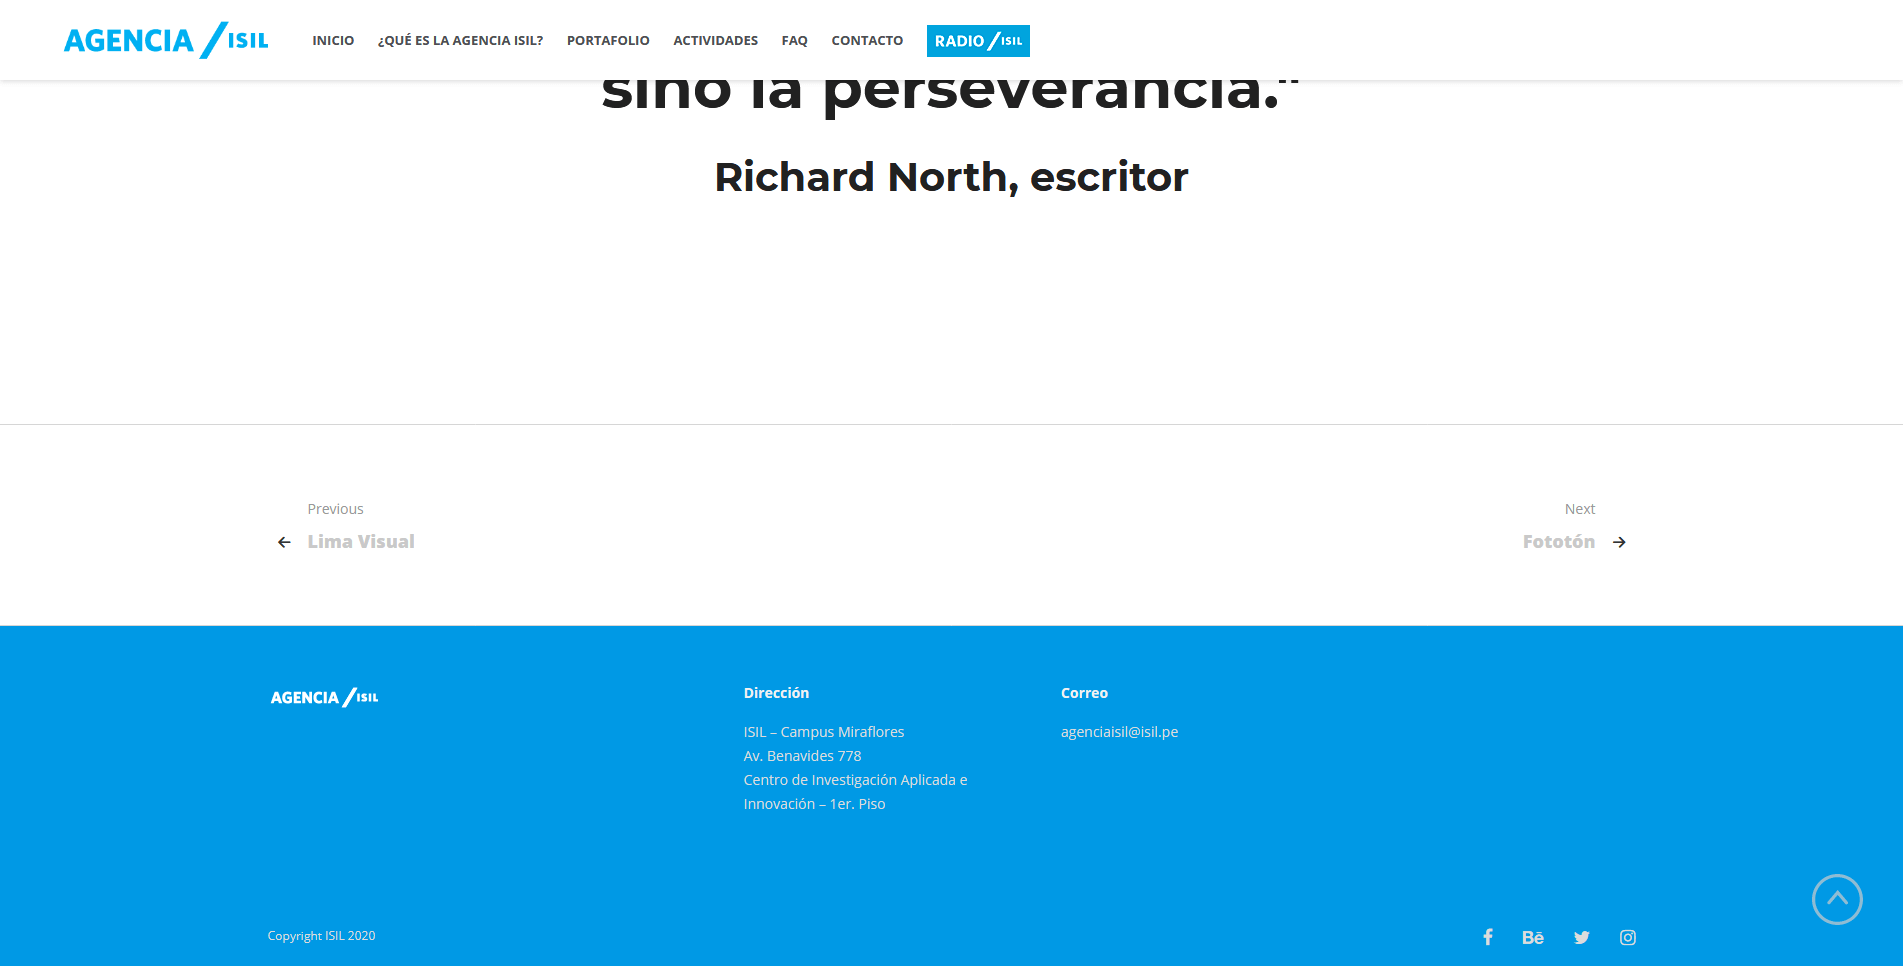 AGENCIA ISIL
INICIO ¿QUÉ ES LA AGENCIA ISIL? PORTAFOLIO ACTIVIDADES FAQ CONTACTO RADIO ISIL
sino la perseverancia."
Richard North, escritor
Previous
Lima Visual
Next
Fototón
AGENCIA ISIL
Dirección
ISIL – Campus Miraflores
Av. Benavides 778
Centro de Investigación Aplicada e
Innovación – 1er. Piso
Correo
agenciaisil@isil.pe
Copyright ISIL 2020
Bē